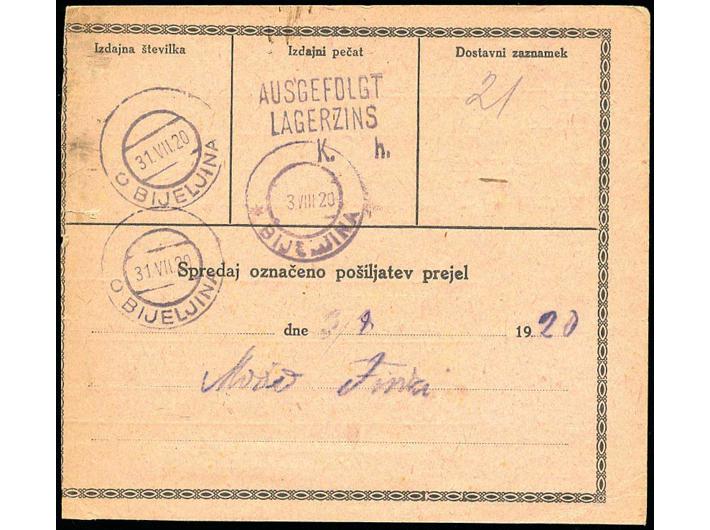 Izdajna številka
Izdajni pečat
Dostavni zaznamek
21
AUSGEFOLGT
LAGERZINS
K. h.
31.VII.20
BIJELJINA
3 VIII 20
BIJELJINA
31.VII.20
BIJELJINA
Spredaj označeno pošiljatev prejel
dne 3/8 1920